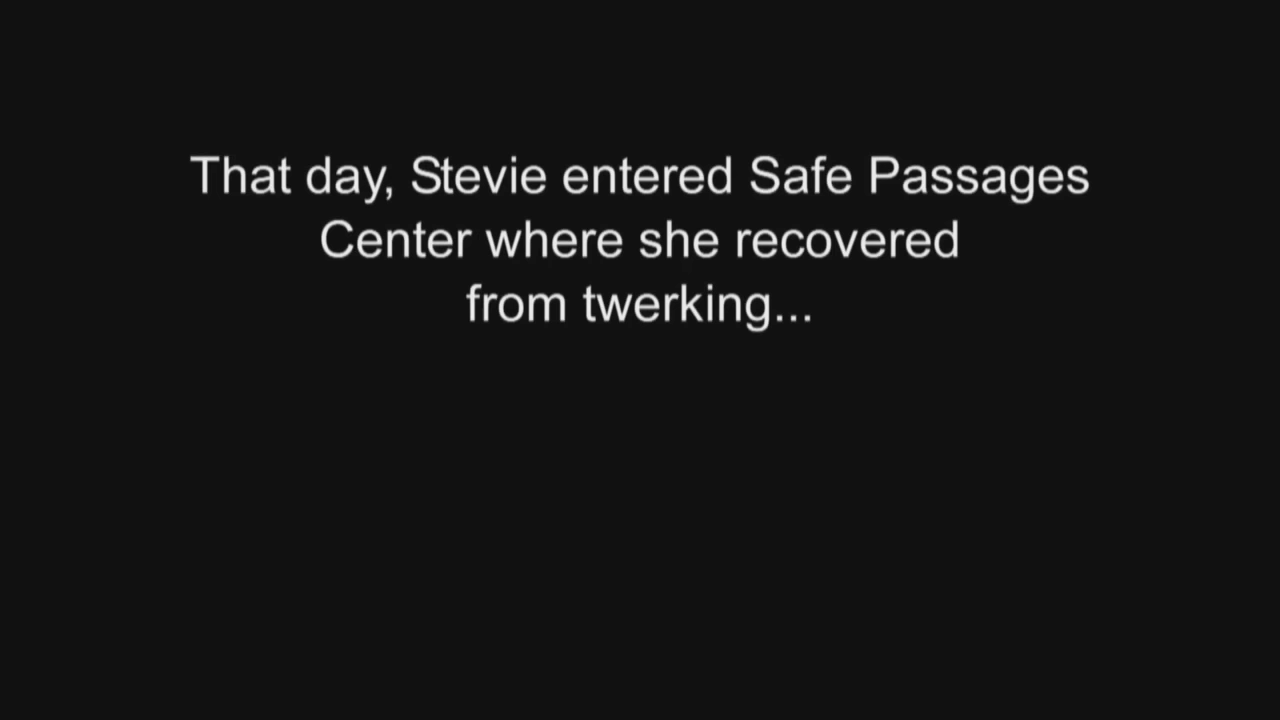 That day, Stevie entered Safe Passages
Center where she recovered
from twerking...